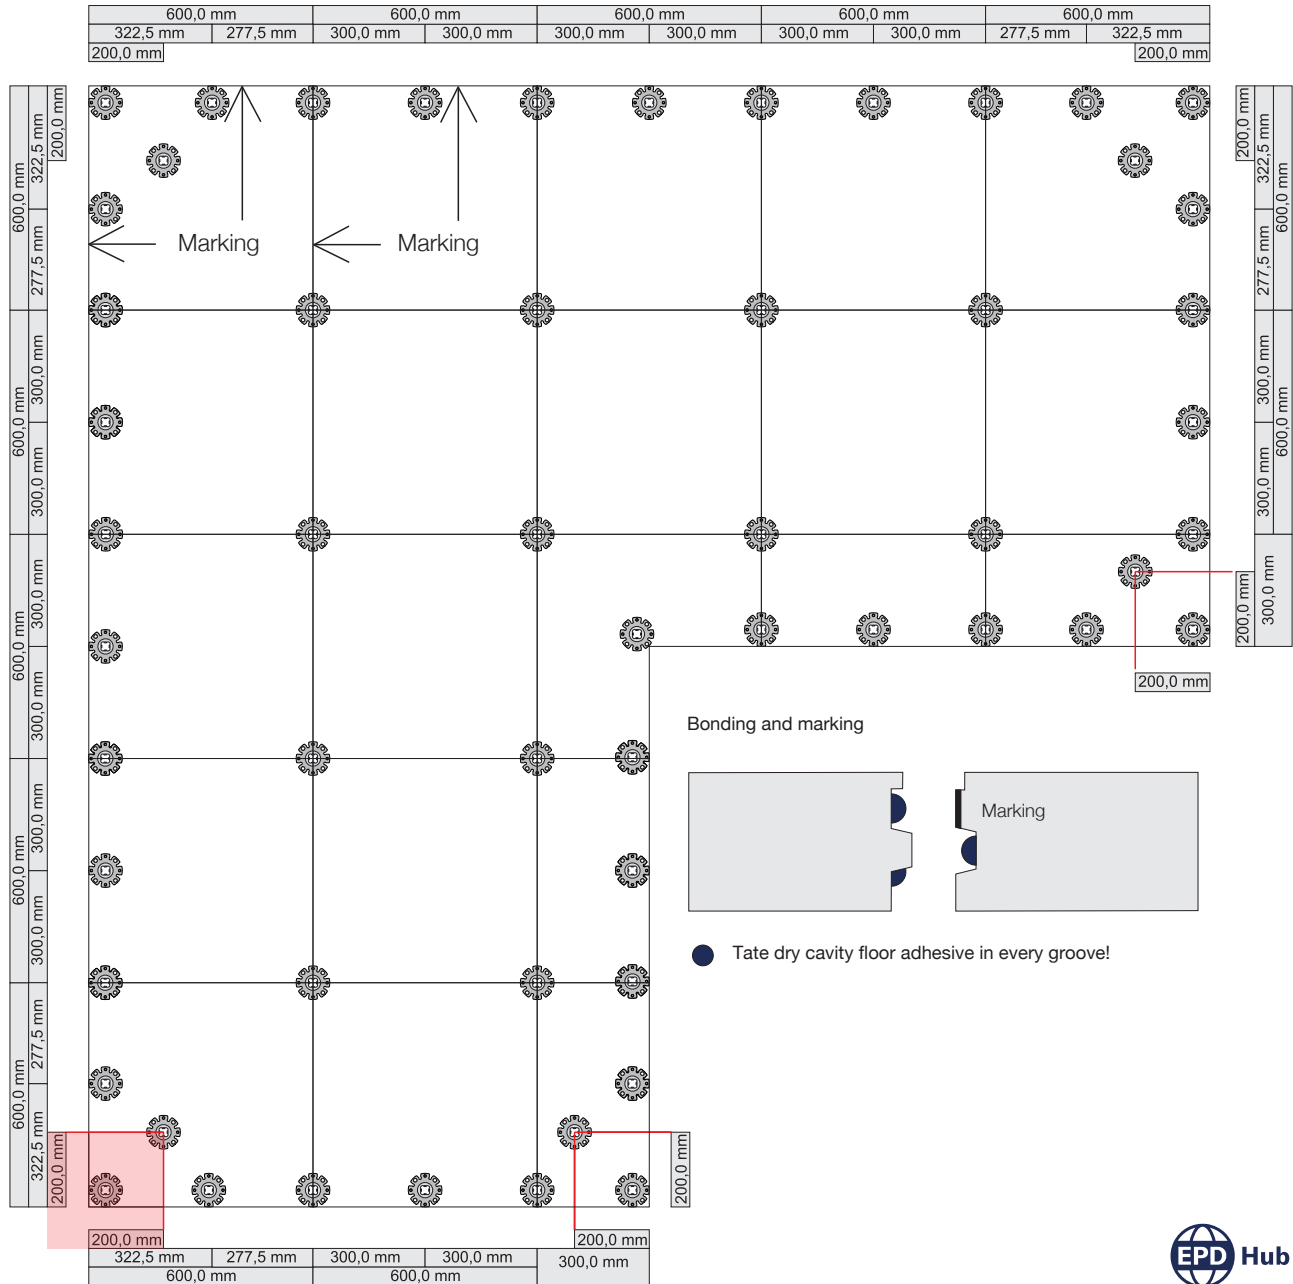 600,0 mm 600,0 mm 600,0 mm 600,0 mm 600,0 mm
322,5 mm 277,5 mm 300,0 mm 300,0 mm 300,0 mm 300,0 mm 300,0 mm 300,0 mm 277,5 mm 322,5 mm
200,0 mm 200,0 mm
600,0 mm
600,0 mm
600,0 mm
600,0 mm
600,0 mm
322,5 mm
277,5 mm
300,0 mm
300,0 mm
300,0 mm
300,0 mm
300,0 mm
300,0 mm
277,5 mm
322,5 mm
200,0 mm
200,0 mm
Marking Marking
200,0 mm
200,0 mm
322,5 mm
277,5 mm
300,0 mm
300,0 mm
300,0 mm
600,0 mm
600,0 mm
200,0 mm
Bonding and marking
Marking
Tate dry cavity floor adhesive in every groove!
200,0 mm
200,0 mm 200,0 mm
322,5 mm 277,5 mm 300,0 mm 300,0 mm 300,0 mm
600,0 mm 600,0 mm
EPD Hub